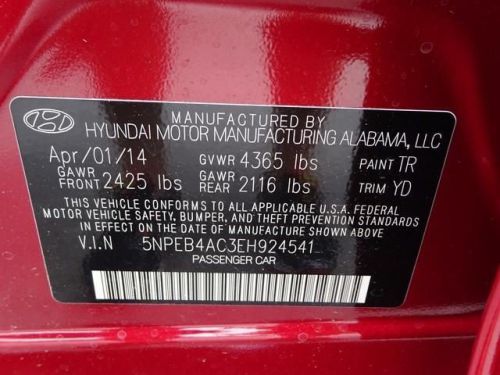 MANUFACTURED BY
HYUNDAI MOTOR MANUFACTURING ALABAMA, LLC
Apr/01/14 GVWR 4365 lbs PAINT TR
GAWR FRONT 2425 lbs GAWR REAR 2116 lbs TRIM YD
THIS VEHICLE CONFORMS TO ALL APPLICABLE U.S.A. FEDERAL
MOTOR VEHICLE SAFETY, BUMPER, AND THEFT PREVENTION STANDARDS
IN EFFECT ON THE DATE OF MANUFACTURE SHOWN ABOVE.
V.I.N 5NPEB4AC3EH924541
PASSENGER CAR